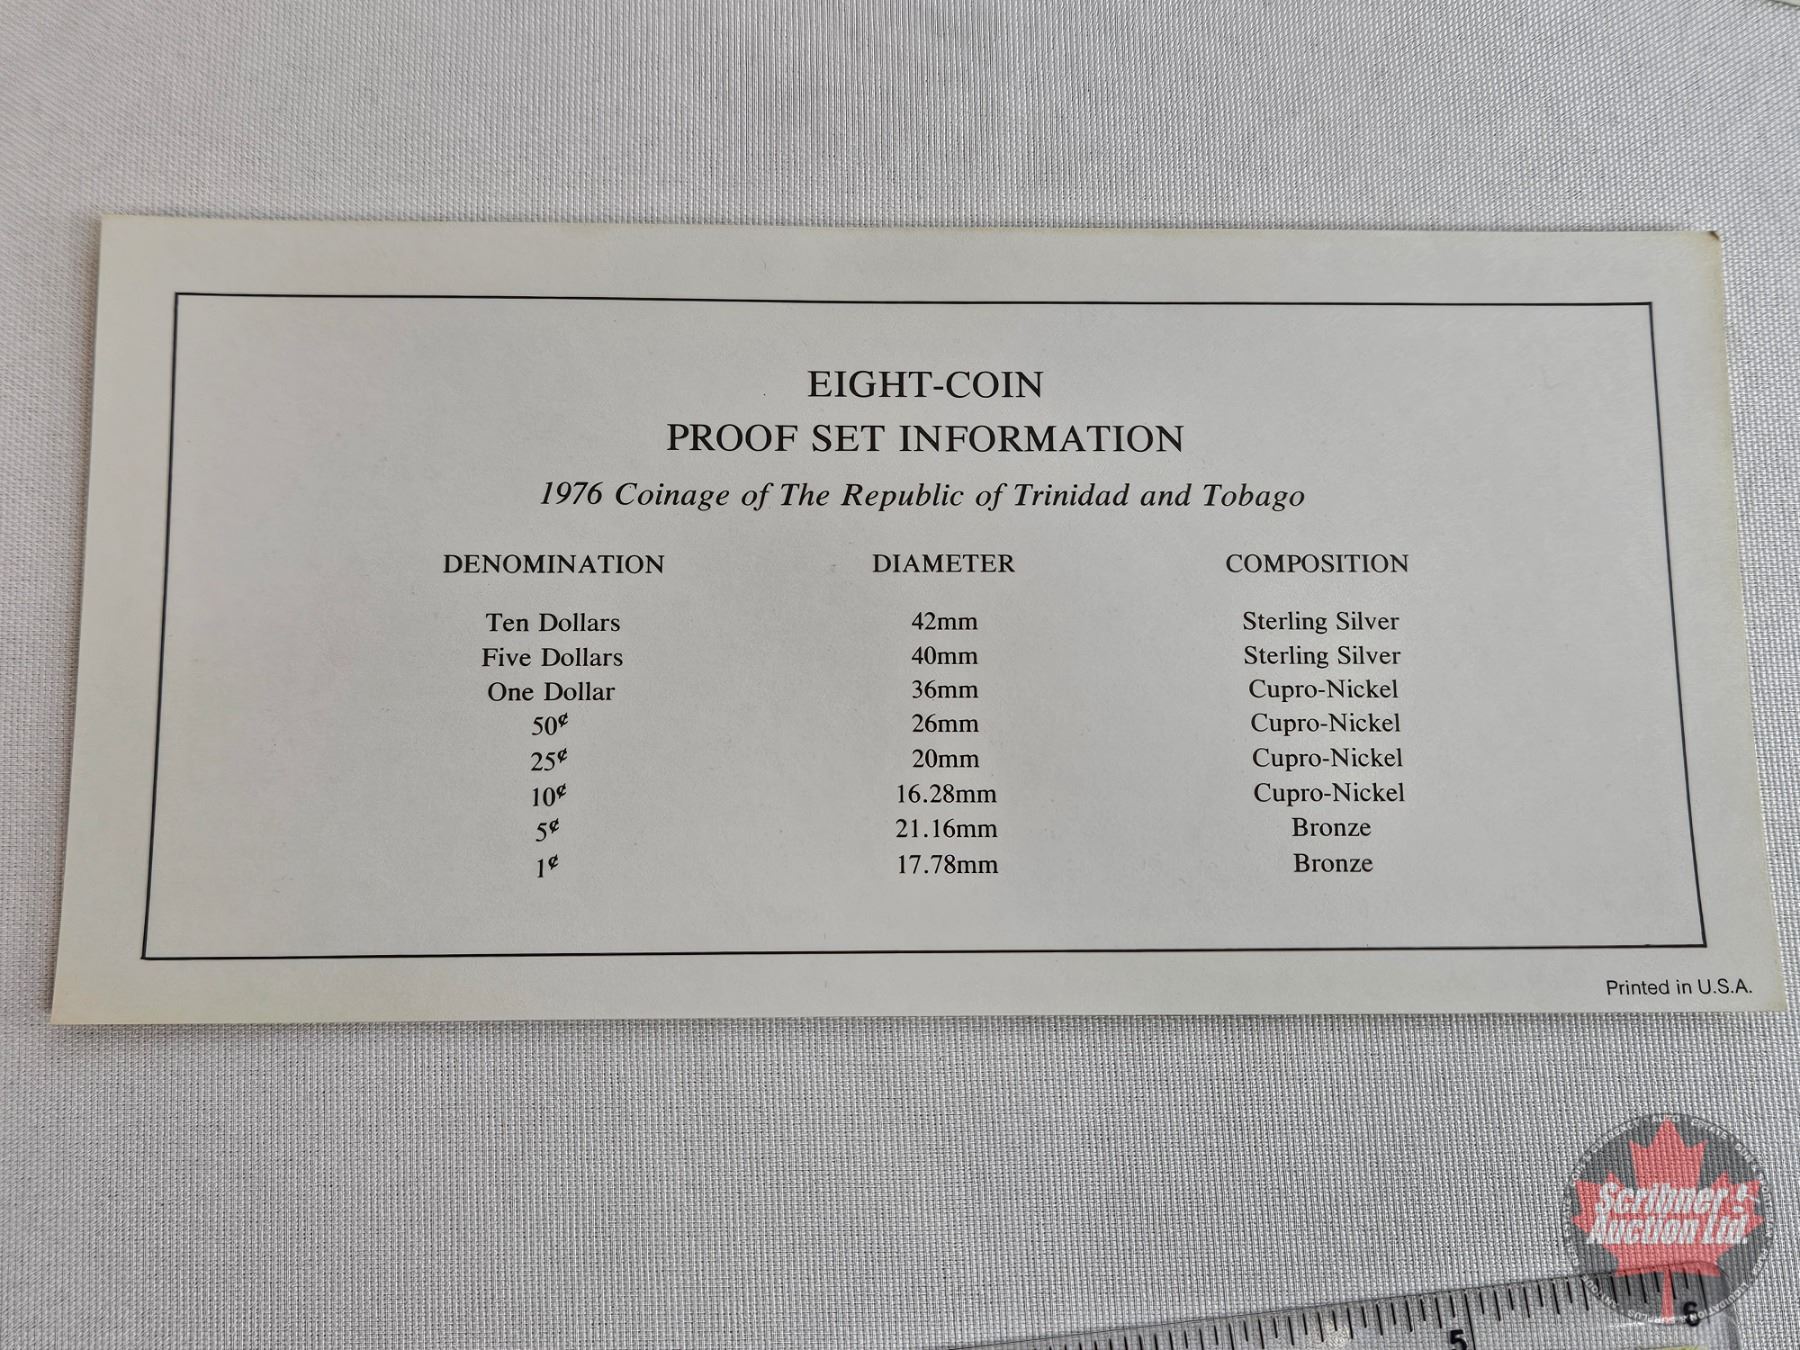 EIGHT-COIN
PROOF SET INFORMATION
1976 Coinage of The Republic of Trinidad and Tobago
DENOMINATION DIAMETER COMPOSITION
Ten Dollars 42mm Sterling Silver
Five Dollars 40mm Sterling Silver
One Dollar 36mm Cupro-Nickel
50¢ 26mm Cupro-Nickel
25¢ 20mm Cupro-Nickel
10¢ 16.28mm Cupro-Nickel
5¢ 21.16mm Bronze
1¢ 17.78mm Bronze
Printed in U.S.A.
Scribner
Auction Ltd.
5 6